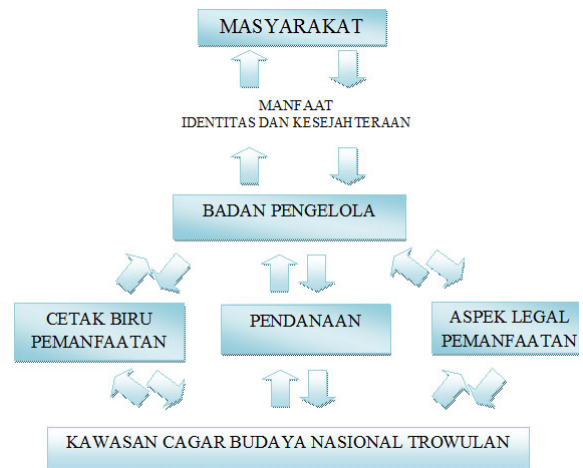 MASYARAKAT
MANFAAT
IDENTITAS DAN KESEJAHTERAAN
BADAN PENGELOLA
CETAK BIRU
PEMANFAATAN
PENDANAAN
ASPEK LEGAL
PEMANFAATAN
KAWASAN CAGAR BUDAYA NASIONAL TROWULAN